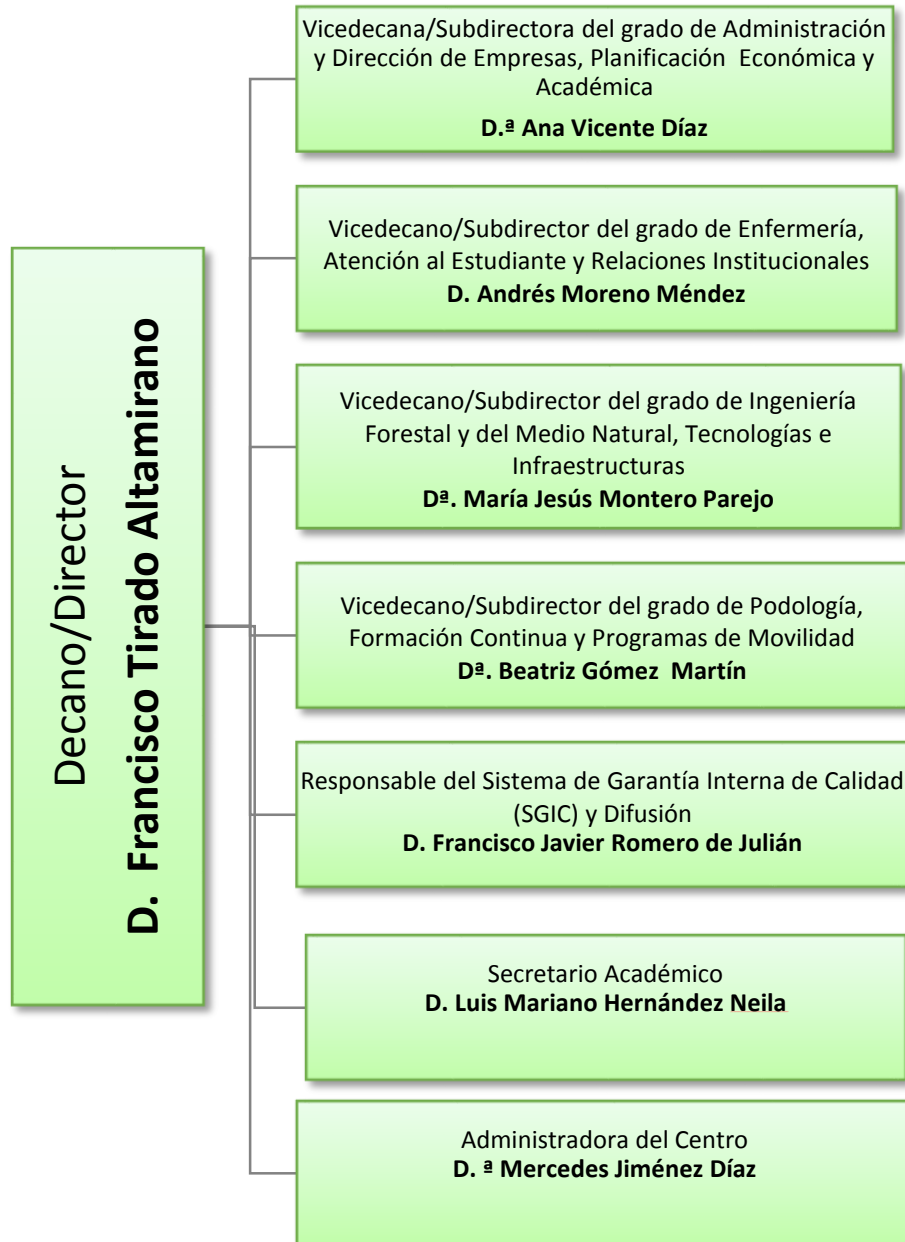 Decano/Director
D. Francisco Tirado Altamirano
Vicedecana/Subdirectora del grado de Administración
y Dirección de Empresas, Planificación Económica y
Académica
D.ª Ana Vicente Díaz
Vicedecano/Subdirector del grado de Enfermería,
Atención al Estudiante y Relaciones Institucionales
D. Andrés Moreno Méndez
Vicedecano/Subdirector del grado de Ingeniería
Forestal y del Medio Natural, Tecnologías e
Infraestructuras
Dª. María Jesús Montero Parejo
Vicedecano/Subdirector del grado de Podología,
Formación Continua y Programas de Movilidad
Dª. Beatriz Gómez Martín
Responsable del Sistema de Garantía Interna de Calidad
(SGIC) y Difusión
D. Francisco Javier Romero de Julián
Secretario Académico
D. Luis Mariano Hernández Neila
Administradora del Centro
D. ª Mercedes Jiménez Díaz